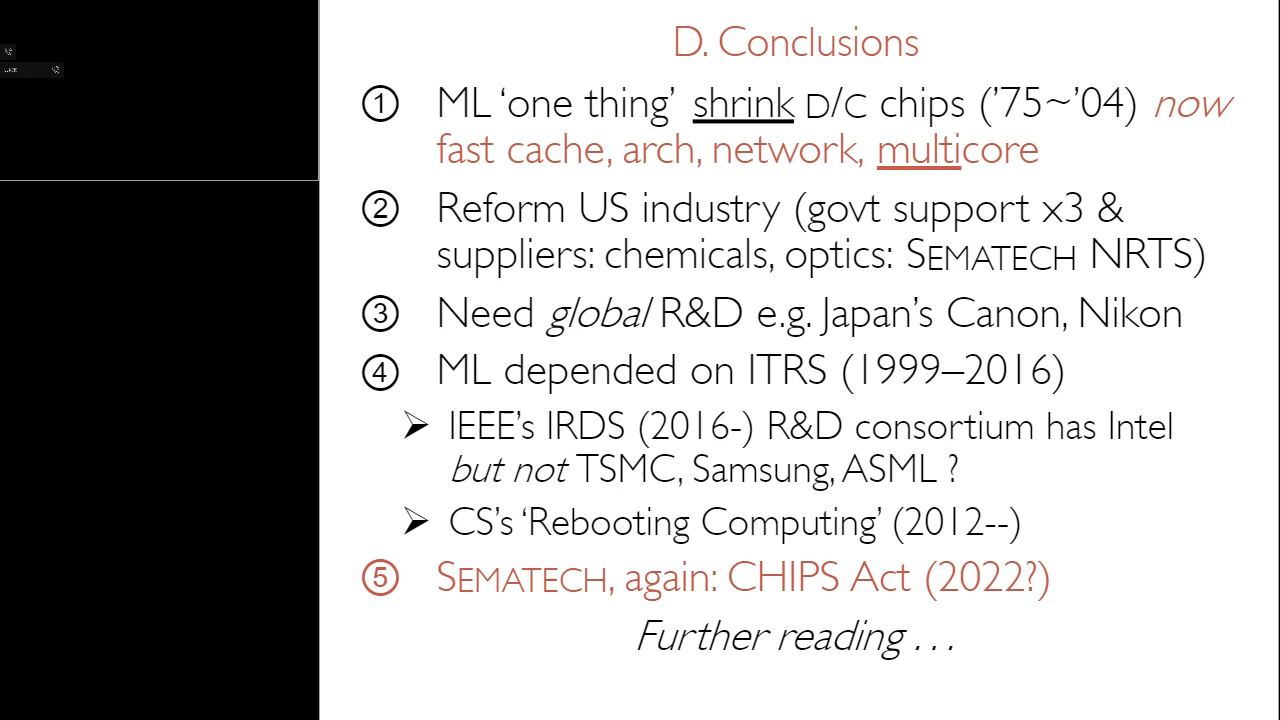 D. Conclusions
① ML ‘one thing’ shrink D/C chips (’75~’04) now
fast cache, arch, network, multicore
② Reform US industry (govt support x3 &
suppliers: chemicals, optics: SEMATECH NRTS)
③ Need global R&D e.g. Japan’s Canon, Nikon
④ ML depended on ITRS (1999–2016)
➢ IEEE’s IRDS (2016-) R&D consortium has Intel
but not TSMC, Samsung, ASML ?
➢ CS’s ‘Rebooting Computing’ (2012--)
⑤ SEMATECH, again: CHIPS Act (2022?)
Further reading . . .